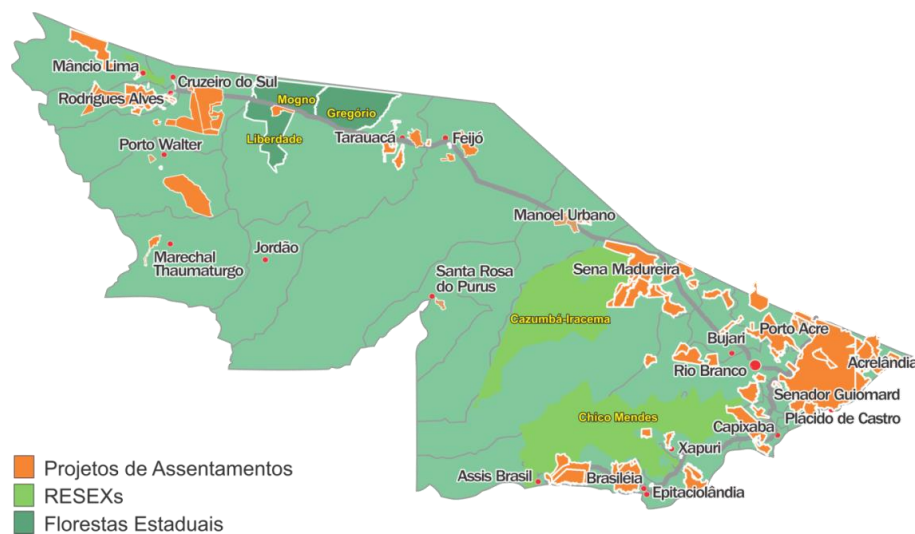 Mâncio Lima
Cruzeiro do Sul
Rodrigues Alves
Mogno
Gregório
Liberdade
Tarauacá
Feijó
Porto Walter
Manoel Urbano
Marechal
Thaumaturgo
Jordão
Santa Rosa
do Purus
Sena Madureira
Cazumbá-Iracema
Bujari
Porto Acre
Acrelândia
Rio Branco
Senador Guiomard
Plácido de Castro
Chico Mendes
Capixaba
Xapuri
Assis Brasil
Brasiléia
Epitaciolândia
Projetos de Assentamentos
RESEXs
Florestas Estaduais